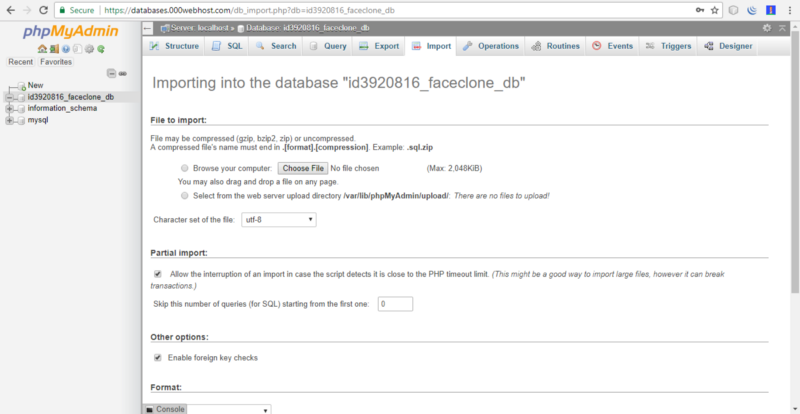 Secure https://databases.000webhost.com/db_import.php?db=id3920816_faceclone_db
phpMyAdmin
Recent Favorites
New
id3920816_faceclone_db
information_schema
mysql
Server: localhost » Database: id3920816_faceclone_db
Structure SQL Search Query Export Import Operations Routines Events Triggers Designer
Importing into the database "id3920816_faceclone_db"
File to import:
File may be compressed (gzip, bzip2, zip) or uncompressed.
A compressed file's name must end in .[format].[compression]. Example: .sql.zip
Browse your computer: Choose File No file chosen (Max: 2,048KiB)
You may also drag and drop a file on any page.
Select from the web server upload directory /var/lib/phpMyAdmin/upload/: There are no files to upload!
Character set of the file: utf-8
Partial import:
Allow the interruption of an import in case the script detects it is close to the PHP timeout limit. (This might be a good way to import large files, however it can break
transactions.)
Skip this number of queries (for SQL) starting from the first one: 0
Other options:
Enable foreign key checks
Format:
Console